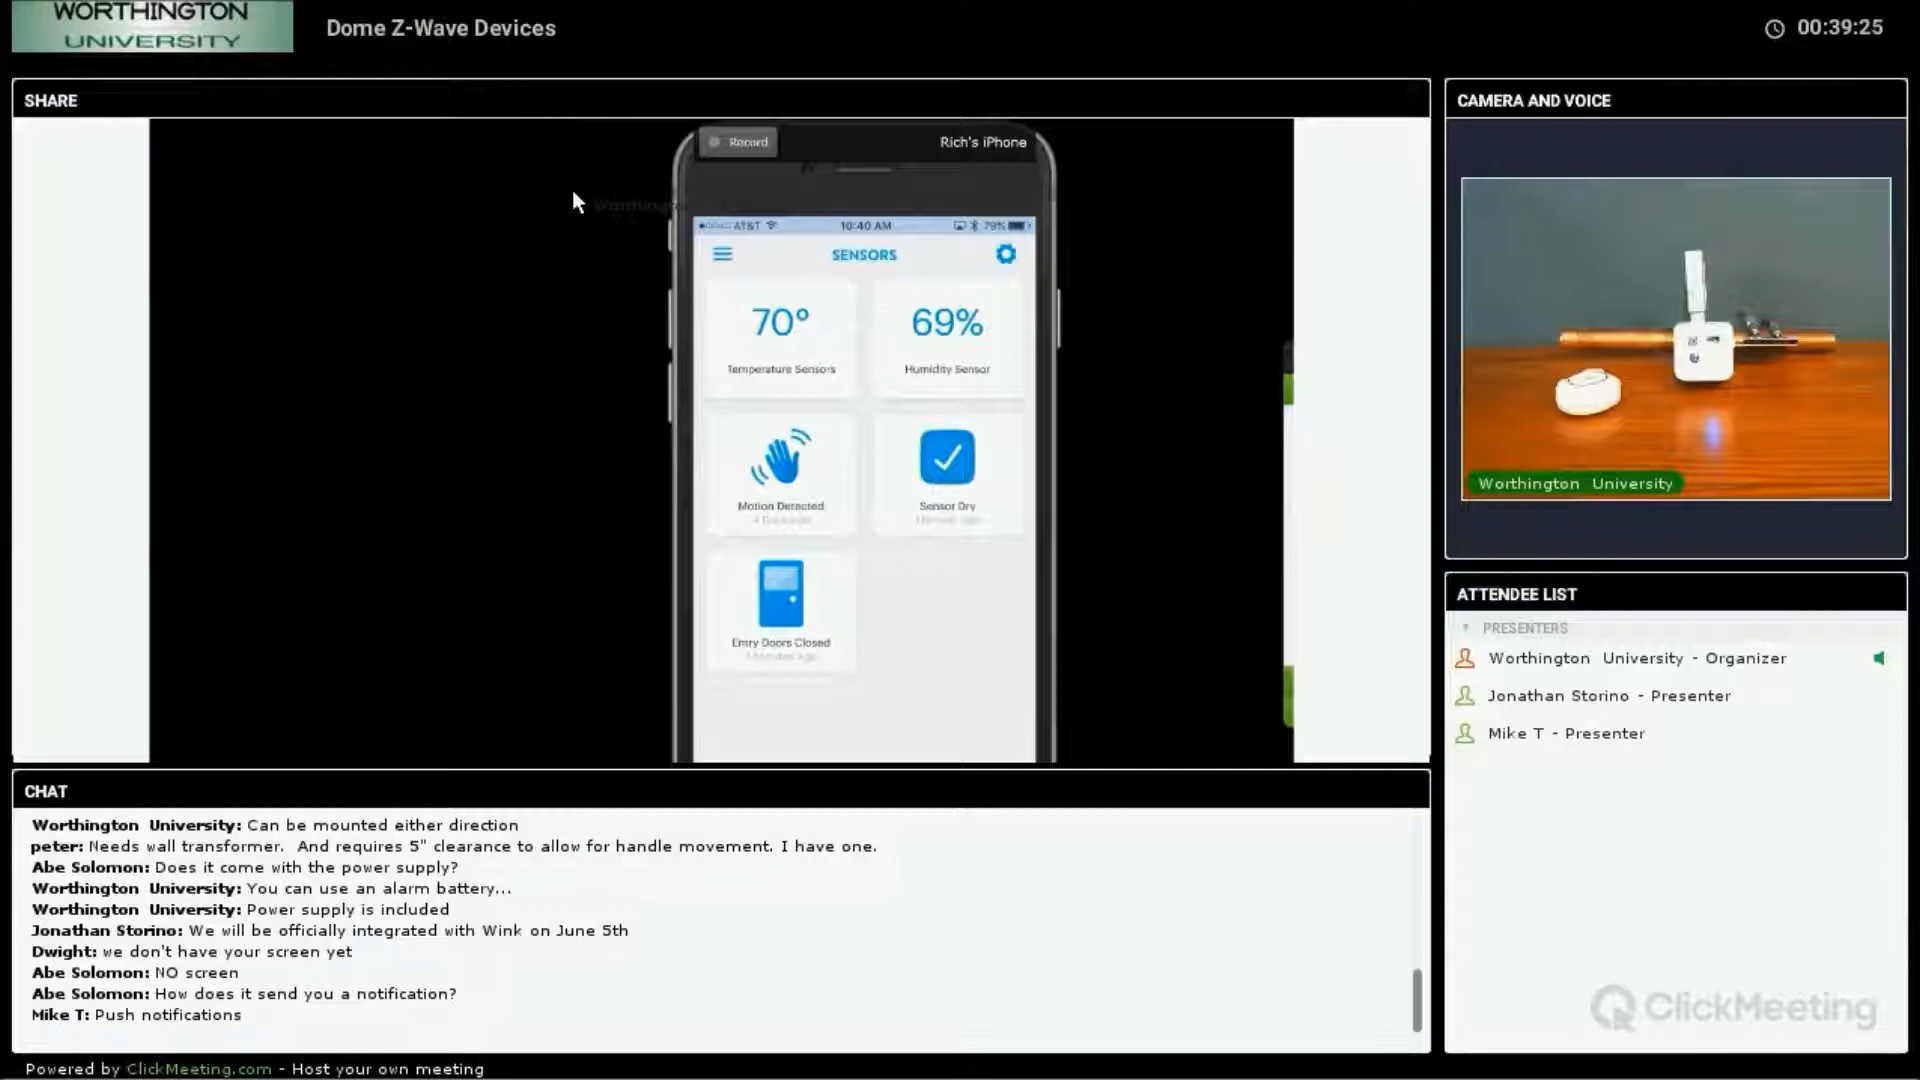 WORTHINGTON
UNIVERSITY
Dome Z-Wave Devices
00:39:25
SHARE
Record
Rich's iPhone
AT&T
10:40 AM
79%
SENSORS
70°
69%
Temperature Sensors
Humidity Sensor
Motion Detected
Sensor Dry
Entry Doors Closed
CAMERA AND VOICE
Worthington University
ATTENDEE LIST
PRESENTERS
Worthington University - Organizer
Jonathan Storino - Presenter
Mike T - Presenter
CHAT
Worthington University: Can be mounted either direction
peter: Needs wall transformer. And requires 5" clearance to allow for handle movement. I have one.
Abe Solomon: Does it come with the power supply?
Worthington University: You can use an alarm battery...
Worthington University: Power supply is included
Jonathan Storino: We will be officially integrated with Wink on June 5th
Dwight: we don't have your screen yet
Abe Solomon: NO screen
Abe Solomon: How does it send you a notification?
Mike T: Push notifications
ClickMeeting
Powered by ClickMeeting.com - Host your own meeting